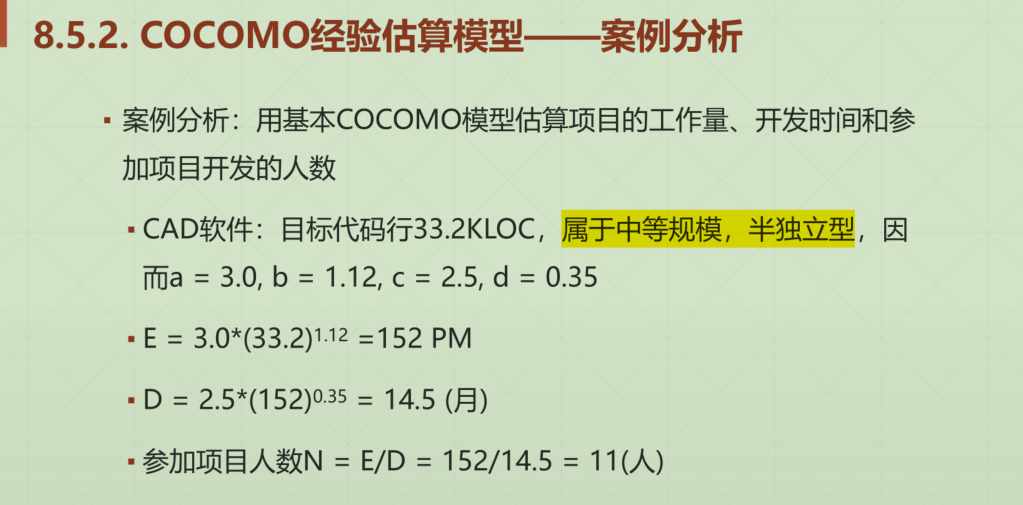 8.5.2. COCOMO经验估算模型——案例分析
案例分析：用基本COCOMO模型估算项目的工作量、开发时间和参
加项目开发的人数
CAD软件：目标代码行33.2KLOC，属于中等规模，半独立型，因
而a = 3.0, b = 1.12, c = 2.5, d = 0.35
E = 3.0*(33.2)1.12 =152 PM
D = 2.5*(152)0.35 = 14.5 (月)
参加项目人数N = E/D = 152/14.5 = 11(人)